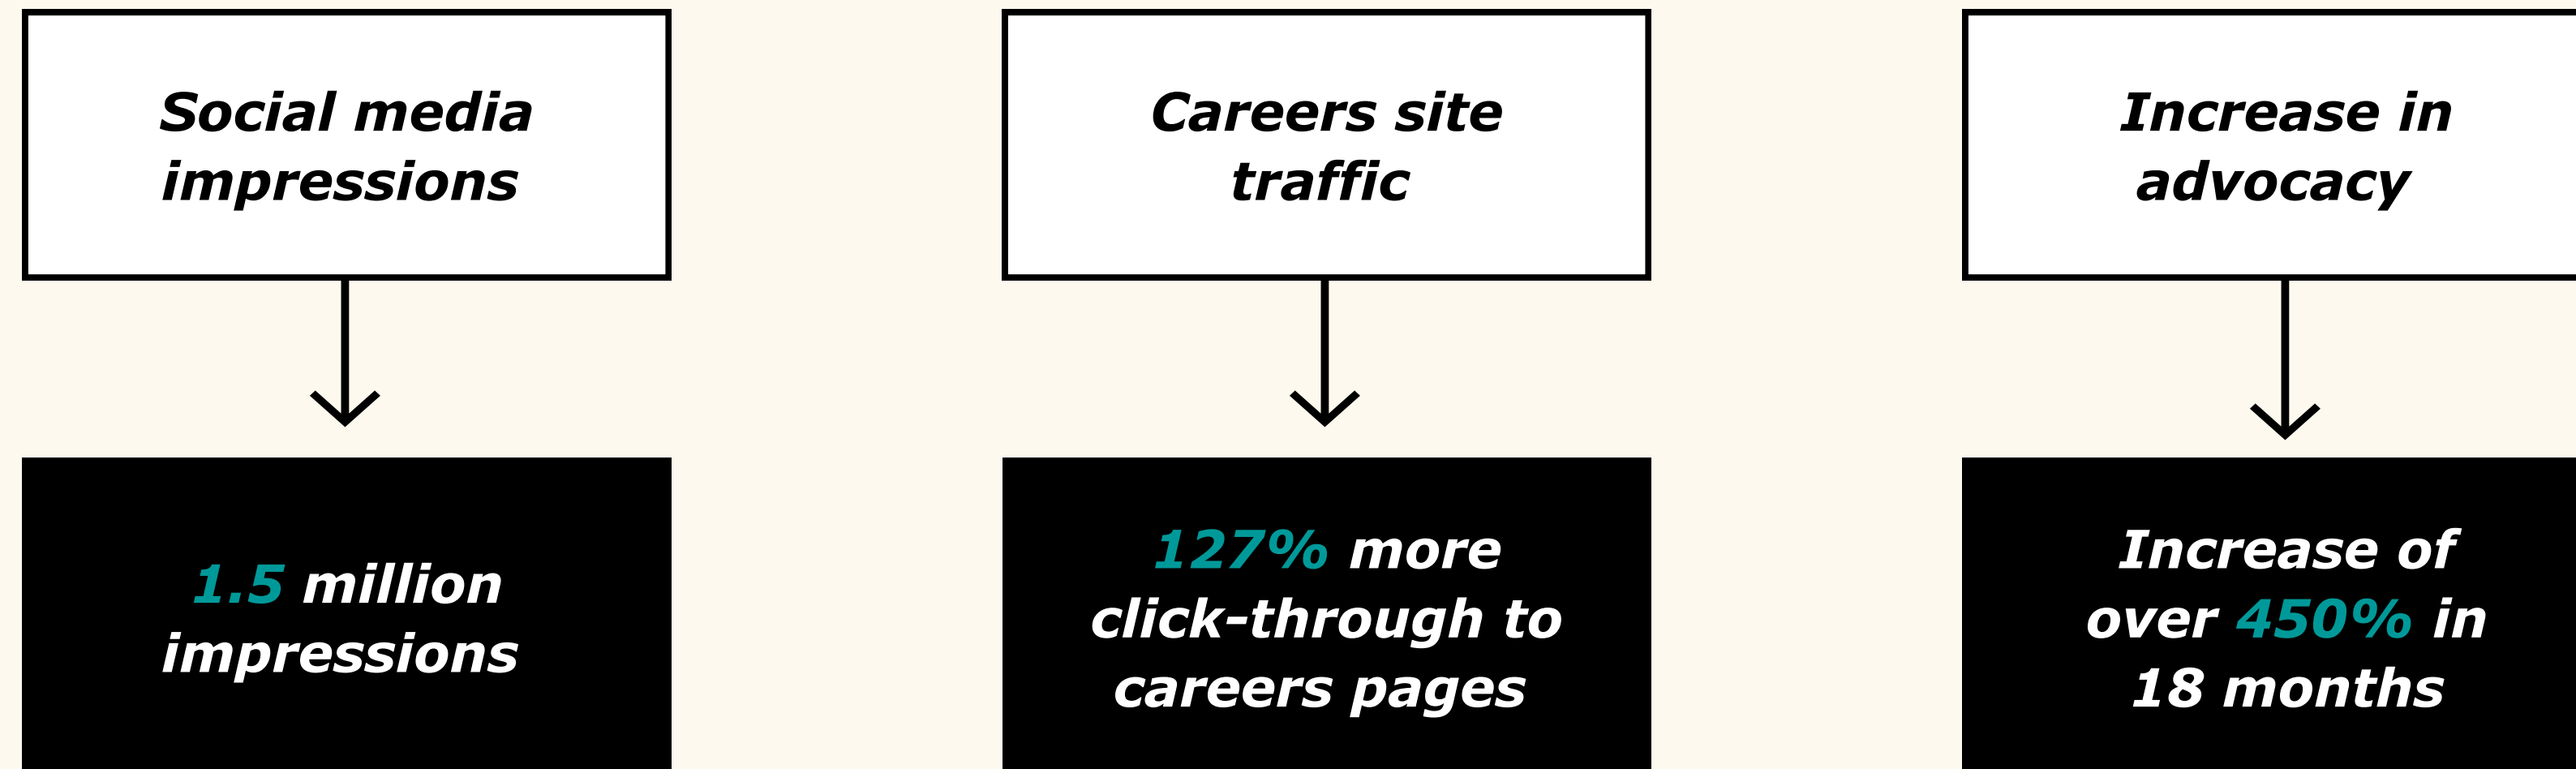 Social media
impressions
Careers site
traffic
Increase in
advocacy
1.5 million
impressions
127% more
click-through to
careers pages
Increase of
over 450% in
18 months